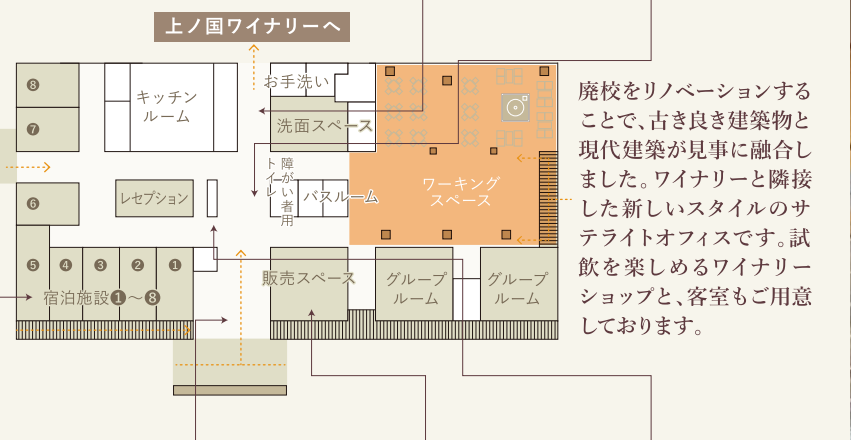 上ノ国ワイナリーへ
お手洗い
❽
キッチン
ルーム
洗面スペース
❼
障がい者用
トイレ
バスルーム
ワーキング
スペース
❻
レセプション
❺
❹
❸
❷
❶
宿泊施設❶〜❽
販売スペース
グループ
ルーム
グループ
ルーム
廃校をリノベーションする
ことで、古き良き建築物と
現代建築が見事に融合し
ました。ワイナリーと隣接
した新しいスタイルのサ
テライトオフィスです。試
飲を楽しめるワイナリー
ショップと、客室もご用意
しております。